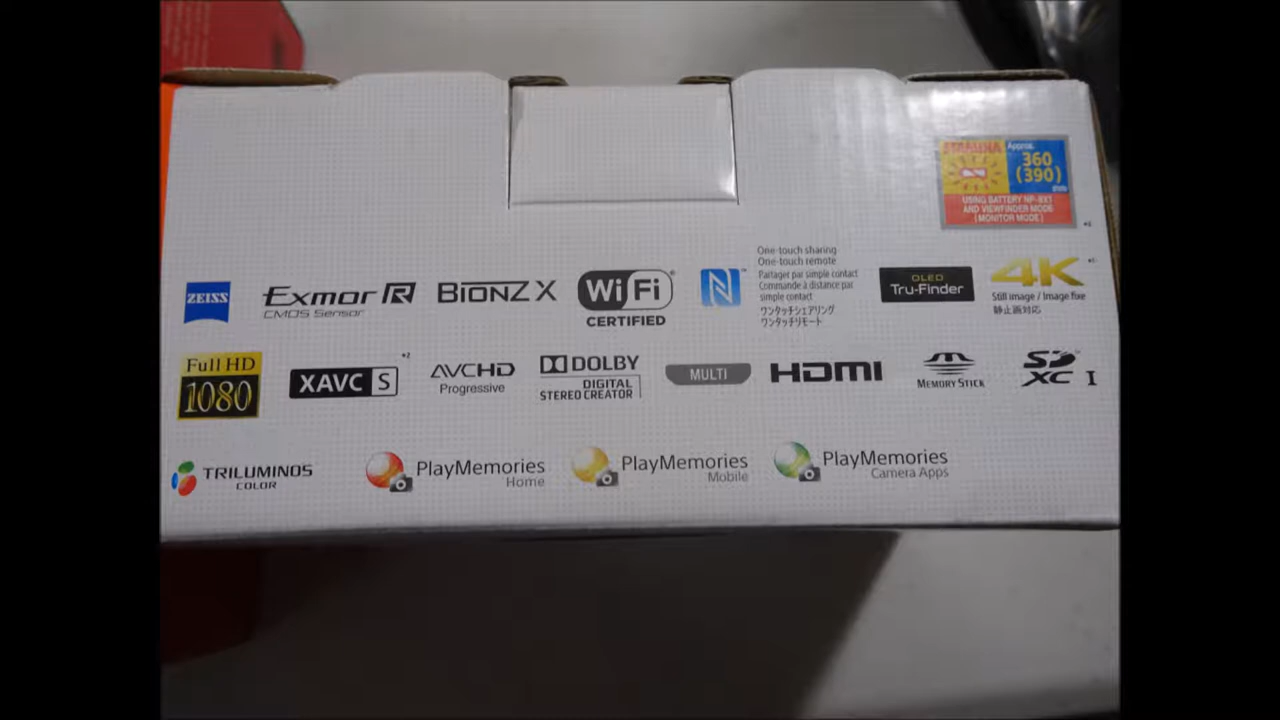 STAMINA
Approx.
360
(390)
min
USING BATTERY NP-BX1
AND VIEWFINDER MODE
(MONITOR MODE)
One-touch sharing
One-touch remote
Partager par simple contact
Commande à distance par
simple contact
ワンタッチシェアリング
ワンタッチリモート
ZEISS
Exmor R
CMOS Sensor
BIONZ X
Wi Fi
CERTIFIED
N
OLED
Tru-Finder
4K
Still image / Image fixe
静止画対応
Full HD
1080
XAVC S
*2
AVCHD
Progressive
DOLBY
DIGITAL
STEREO CREATOR
MULTI
HDMI
MEMORY STICK
SD
XC I
TRILUMINOS
COLOR
PlayMemories
Home
PlayMemories
Mobile
PlayMemories
Camera Apps